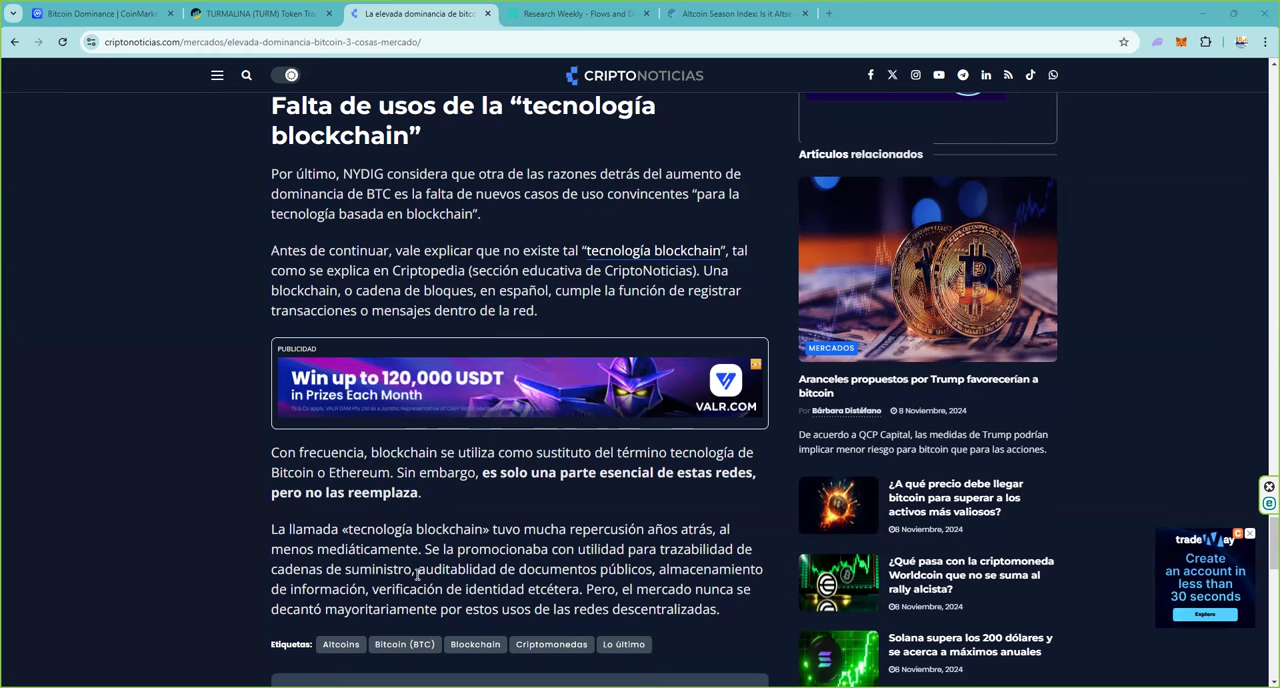 Bitcoin Dominance | CoinMarke
TURMALINA (TURM) Token Tra
La elevada dominancia de bitco
Research Weekly - Flows and D
Altcoin Season Index: Is it Altse
criptonoticias.com/mercados/elevada-dominancia-bitcoin-3-cosas-mercado/
CRIPTONOTICIAS
Falta de usos de la “tecnología
blockchain”
Por último, NYDIG considera que otra de las razones detrás del aumento de
dominancia de BTC es la falta de nuevos casos de uso convincentes “para la
tecnología basada en blockchain”.
Antes de continuar, vale explicar que no existe tal “tecnología blockchain”, tal
como se explica en Criptopedia (sección educativa de CriptoNoticias). Una
blockchain, o cadena de bloques, en español, cumple la función de registrar
transacciones o mensajes dentro de la red.
PUBLICIDAD
Win up to 120,000 USDT
in Prizes Each Month
VALR.COM
Con frecuencia, blockchain se utiliza como sustituto del término tecnología de
Bitcoin o Ethereum. Sin embargo, es solo una parte esencial de estas redes,
pero no las reemplaza.
La llamada «tecnología blockchain» tuvo mucha repercusión años atrás, al
menos mediáticamente. Se la promocionaba con utilidad para trazabilidad de
cadenas de suministro, auditablidad de documentos públicos, almacenamiento
de información, verificación de identidad etcétera. Pero, el mercado nunca se
decantó mayoritariamente por estos usos de las redes descentralizadas.
Etiquetas: Altcoins Bitcoin (BTC) Blockchain Criptomonedas Lo último
Artículos relacionados
MERCADOS
Aranceles propuestos por Trump favorecerían a
bitcoin
Por Bárbara Distéfano 8 Noviembre, 2024
De acuerdo a QCP Capital, las medidas de Trump podrían
implicar menor riesgo para bitcoin que para las acciones.
¿A qué precio debe llegar
bitcoin para superar a los
activos más valiosos?
8 Noviembre, 2024
¿Qué pasa con la criptomoneda
Worldcoin que no se suma al
rally alcista?
8 Noviembre, 2024
Solana supera los 200 dólares y
se acerca a máximos anuales
8 Noviembre, 2024
tradeWay
Create
an account in
less than
30 seconds
Explore